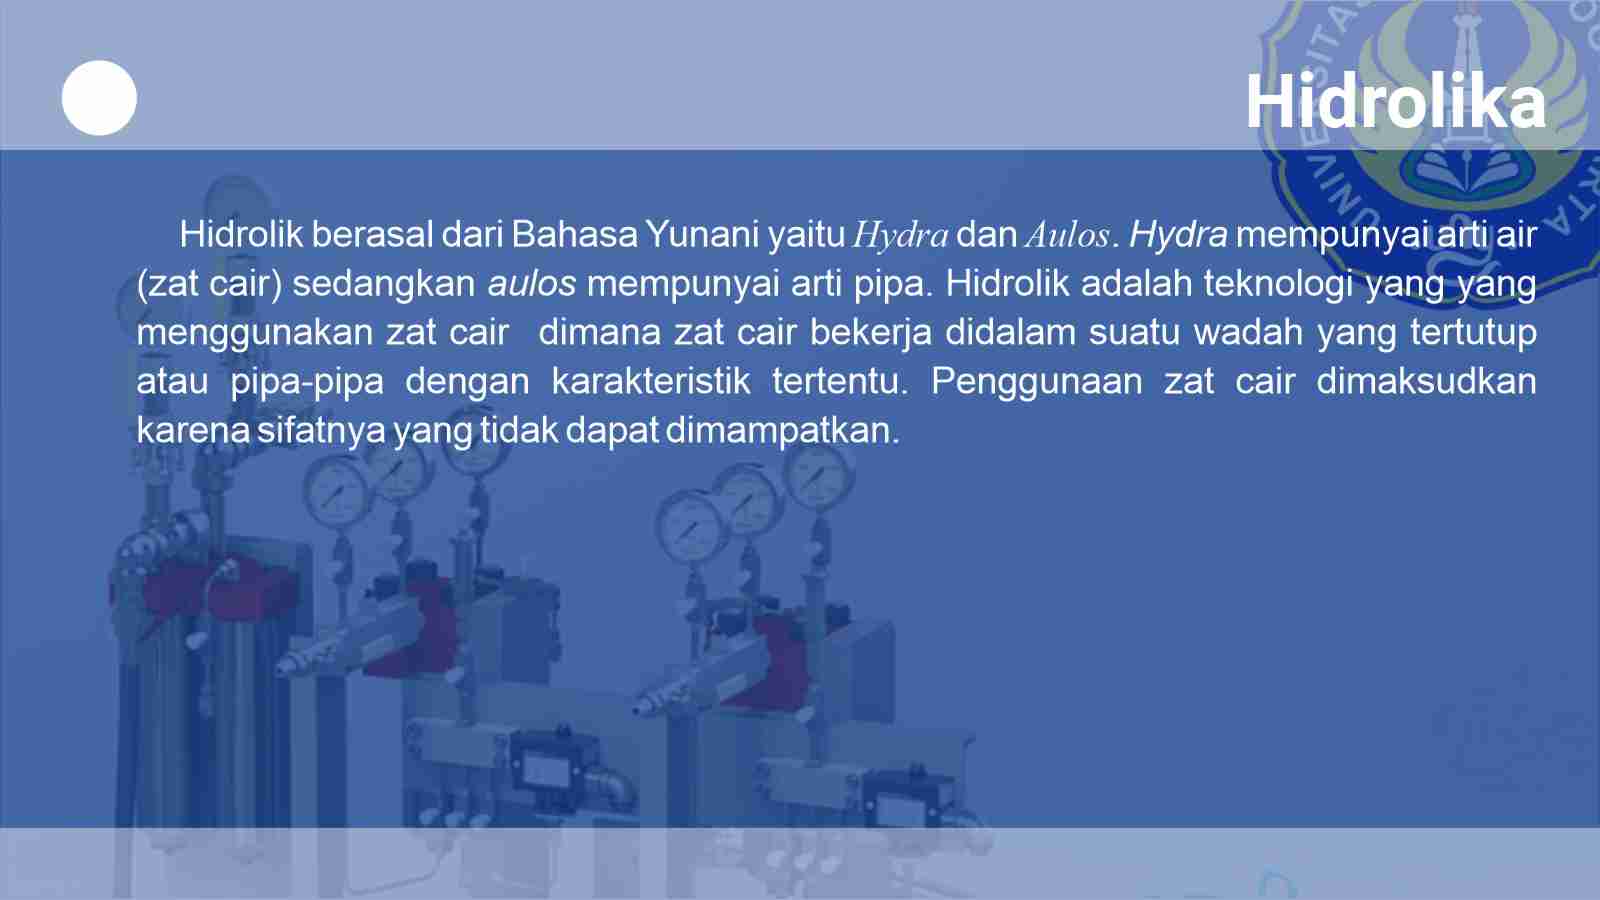 Hidrolika
Hidrolik berasal dari Bahasa Yunani yaitu Hydra dan Aulos. Hydra mempunyai arti air
(zat cair) sedangkan aulos mempunyai arti pipa. Hidrolik adalah teknologi yang yang
menggunakan zat cair  dimana zat cair bekerja didalam suatu wadah yang tertutup
atau pipa-pipa dengan karakteristik tertentu. Penggunaan zat cair dimaksudkan
karena sifatnya yang tidak dapat dimampatkan.